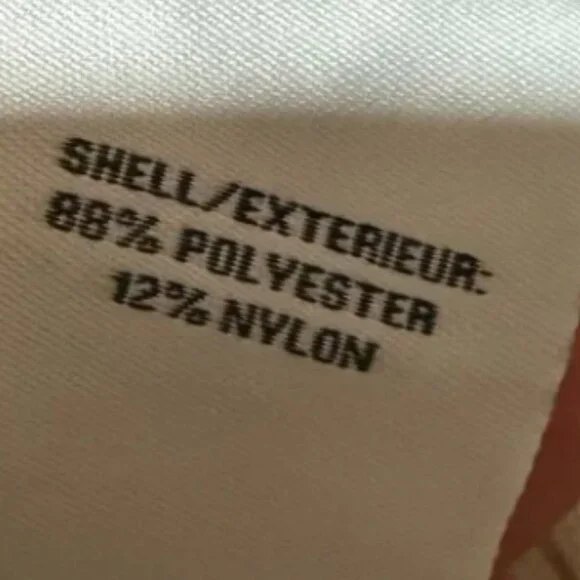 SHELL/EXTERIEUR:
88% POLYESTER
12% NYLON